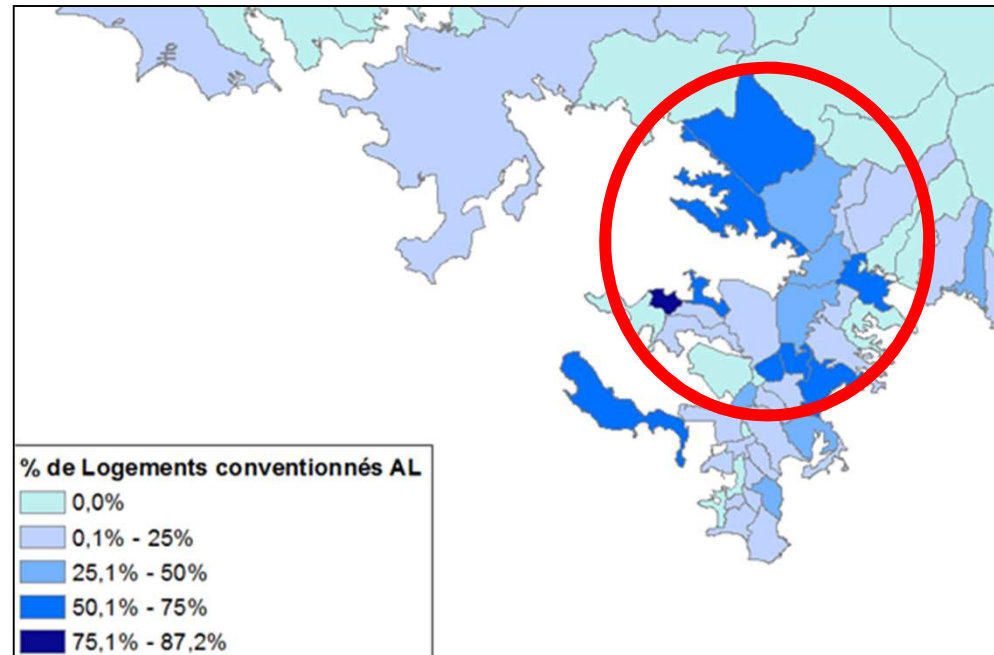 % de Logements conventionnés AL
0,0%
0,1% - 25%
25,1% - 50%
50,1% - 75%
75,1% - 87,2%